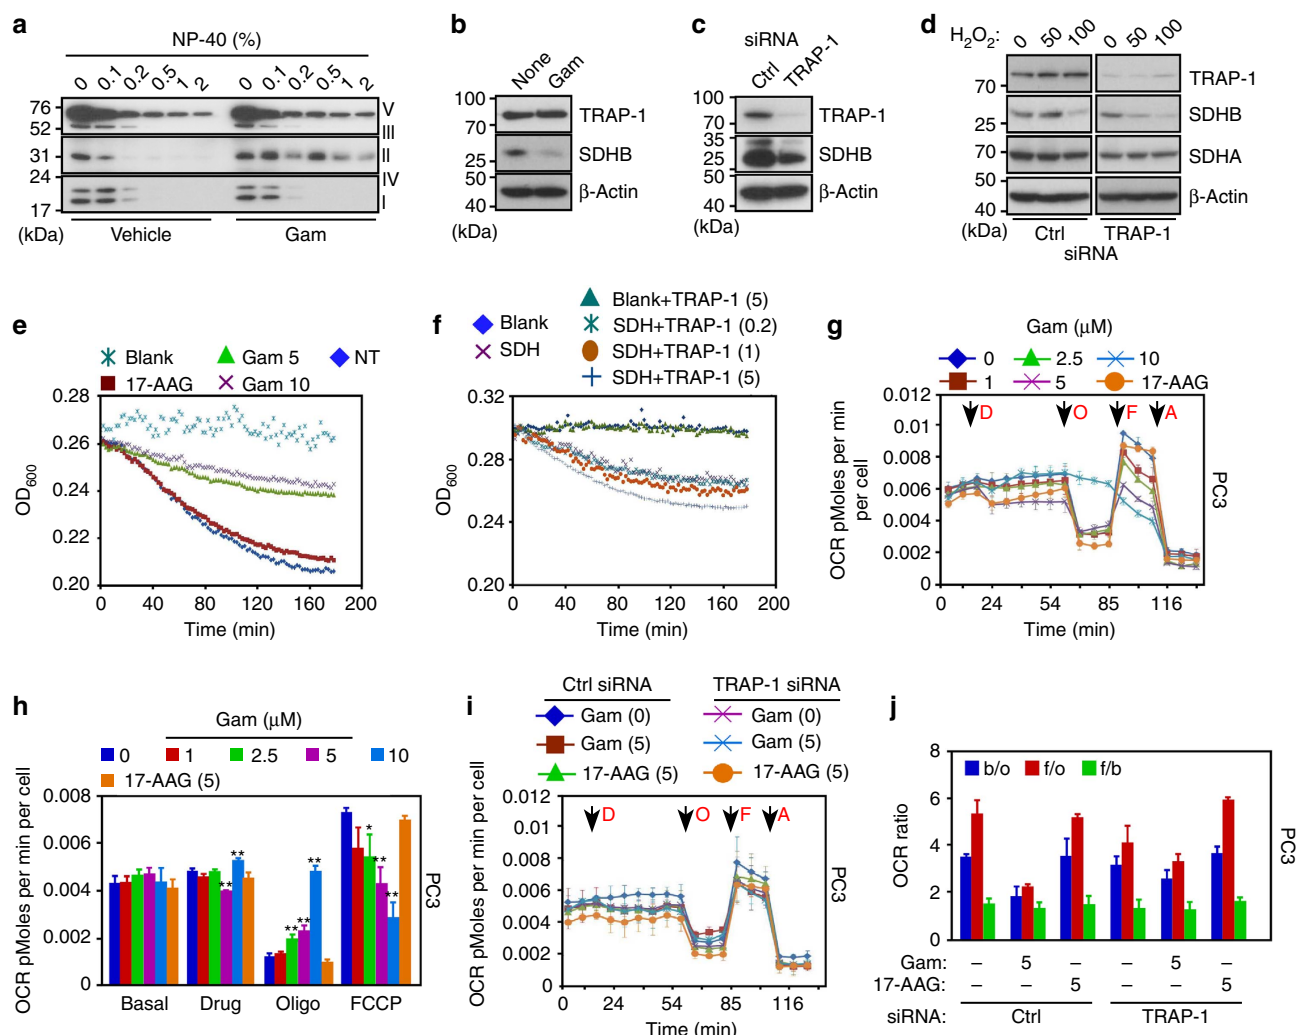 a
NP-40 (%)
0 0.1 0.2 0.5 1 2 0 0.1 0.2 0.5 1 2
76
52
31
24
17
(kDa)
V
III
II
IV
I
Vehicle Gam
b
None Gam
100
70
25
50
40
(kDa)
TRAP-1
SDHB
β-Actin
c
siRNA
Ctrl TRAP-1
100
70
35
25
50
40
(kDa)
TRAP-1
SDHB
β-Actin
d
H2O2: 0 50 100 0 50 100
70
25
70
40
(kDa)
TRAP-1
SDHB
SDHA
β-Actin
Ctrl TRAP-1
siRNA
e
Blank Gam 5 NT
17-AAG Gam 10
0.28
0.26
0.24
0.22
0.20
OD600
0 40 80 120 160 200
Time (min)
f
Blank
SDH
Blank+TRAP-1 (5)
SDH+TRAP-1 (0.2)
SDH+TRAP-1 (1)
SDH+TRAP-1 (5)
0.32
0.28
0.24
0.20
OD600
0 40 80 120 160 200
Time (min)
g
Gam (μM)
0 2.5 10
1 5 17-AAG
0.012
0.01
0.008
0.006
0.004
0.002
0
OCR pMoles per min
per cell
D O F A
PC3
0 24 54 85 116
Time (min)
h
Gam (μM)
0 1 2.5 5 10
17-AAG (5)
0.008
0.006
0.004
0.002
0
OCR pMoles per min per cell
** ** ** ** ** * ** **
PC3
Basal Drug Oligo FCCP
i
Ctrl siRNA TRAP-1 siRNA
Gam (0) Gam (0)
Gam (5) Gam (5)
17-AAG (5) 17-AAG (5)
0.012
0.01
0.008
0.006
0.004
0.002
0
OCR pMoles per min per cell
D O F A
PC3
0 24 54 85 116
Time (min)
j
b/o f/o f/b
8
6
4
2
0
OCR ratio
PC3
Gam: – 5 – – 5 –
17-AAG: – – 5 – – 5
siRNA: Ctrl TRAP-1